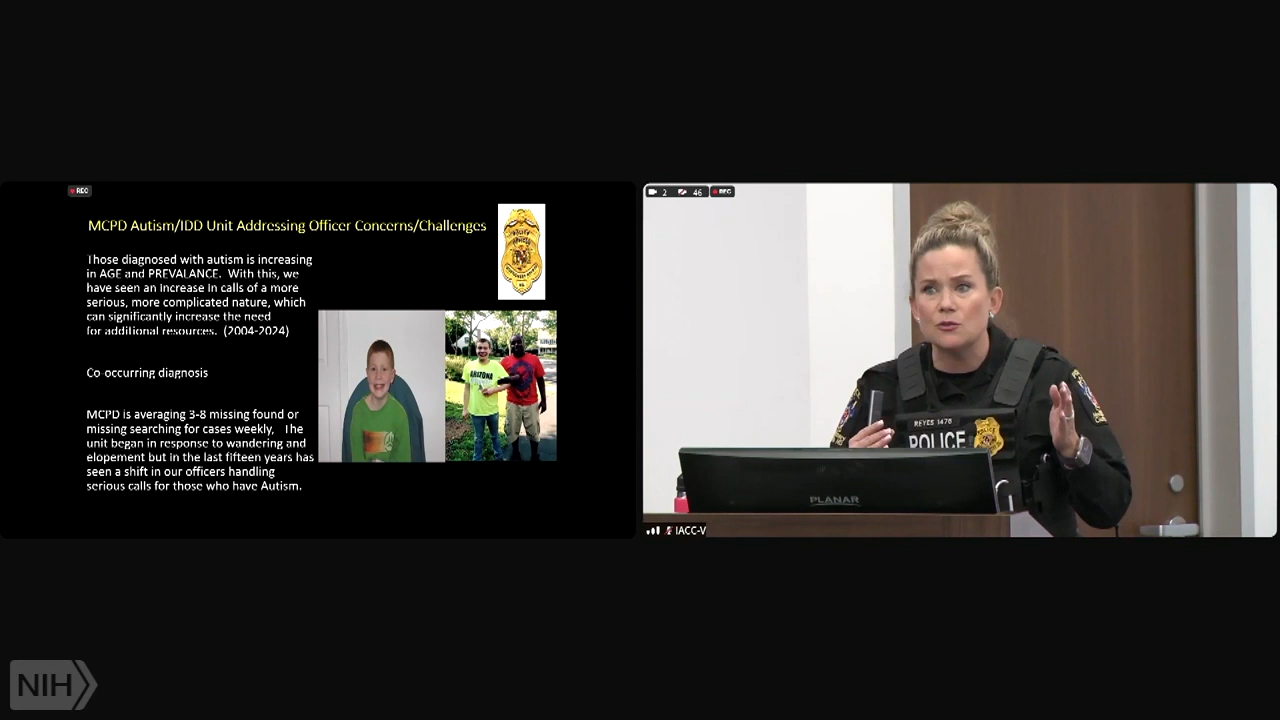 REC
MCPD Autism/IDD Unit Addressing Officer Concerns/Challenges
Those diagnosed with autism is increasing
in AGE and PREVALANCE. With this, we
have seen an Increase in calls of a more
serious, more complicated nature, which
can significantly increase the need
for additional resources. (2004-2024)
Co-occurring diagnosis
MCPD is averaging 3-8 missing found or
missing searching for cases weekly, The
unit began in response to wandering and
elopement but in the last fifteen years has
seen a shift in our officers handling
serious calls for those who have Autism.
ARIZONA
2 46 REC
REYES 1476
POLICE
PLANAR
IACC-V
NIH